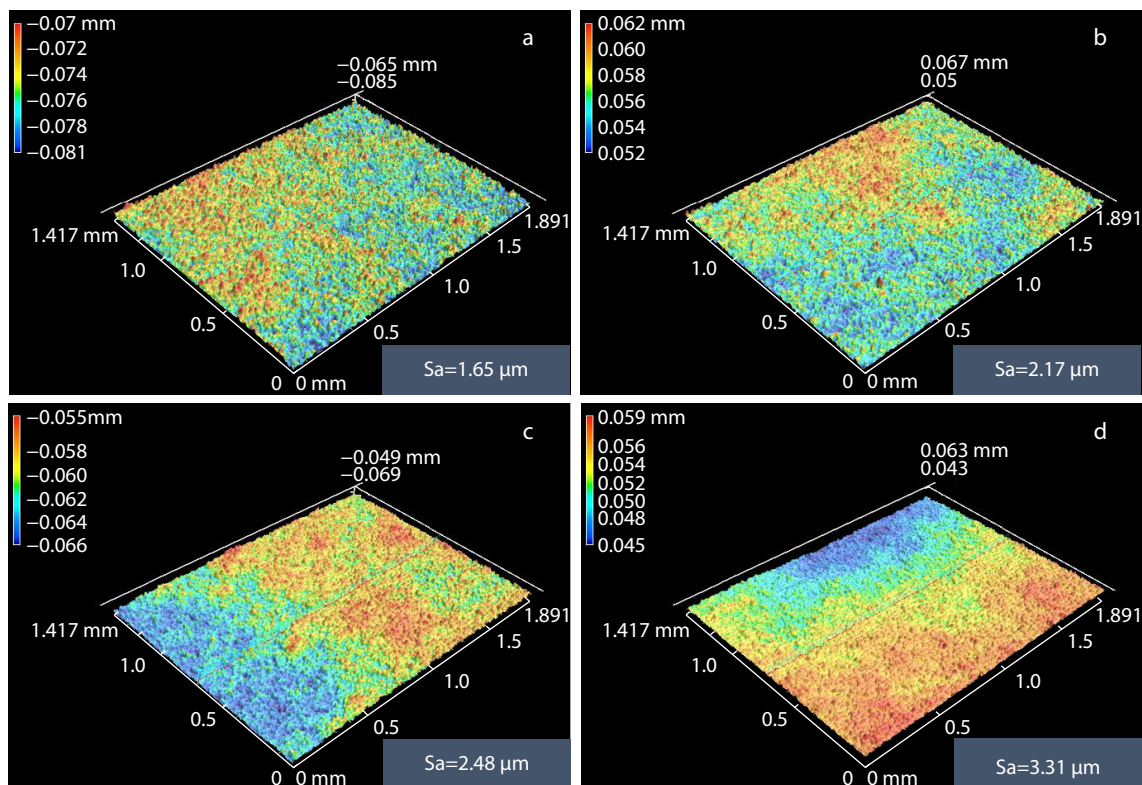 −0.07 mm
−0.072
−0.074
−0.076
−0.078
−0.081
a
−0.065 mm
−0.085
1.417 mm
1.0
0.5
0
0 mm
0.5
1.0
1.5
1.891
Sa=1.65 μm
0.062 mm
0.060
0.058
0.056
0.054
0.052
b
0.067 mm
0.05
1.417 mm
1.0
0.5
0
0 mm
0.5
1.0
1.5
1.891
Sa=2.17 μm
−0.055mm
−0.058
−0.060
−0.062
−0.064
−0.066
c
−0.049 mm
−0.069
1.417 mm
1.0
0.5
0
0 mm
0.5
1.0
1.5
1.891
Sa=2.48 μm
0.059 mm
0.056
0.054
0.052
0.050
0.048
0.045
d
0.063 mm
0.043
1.417 mm
1.0
0.5
0
0 mm
0.5
1.0
1.5
1.891
Sa=3.31 μm